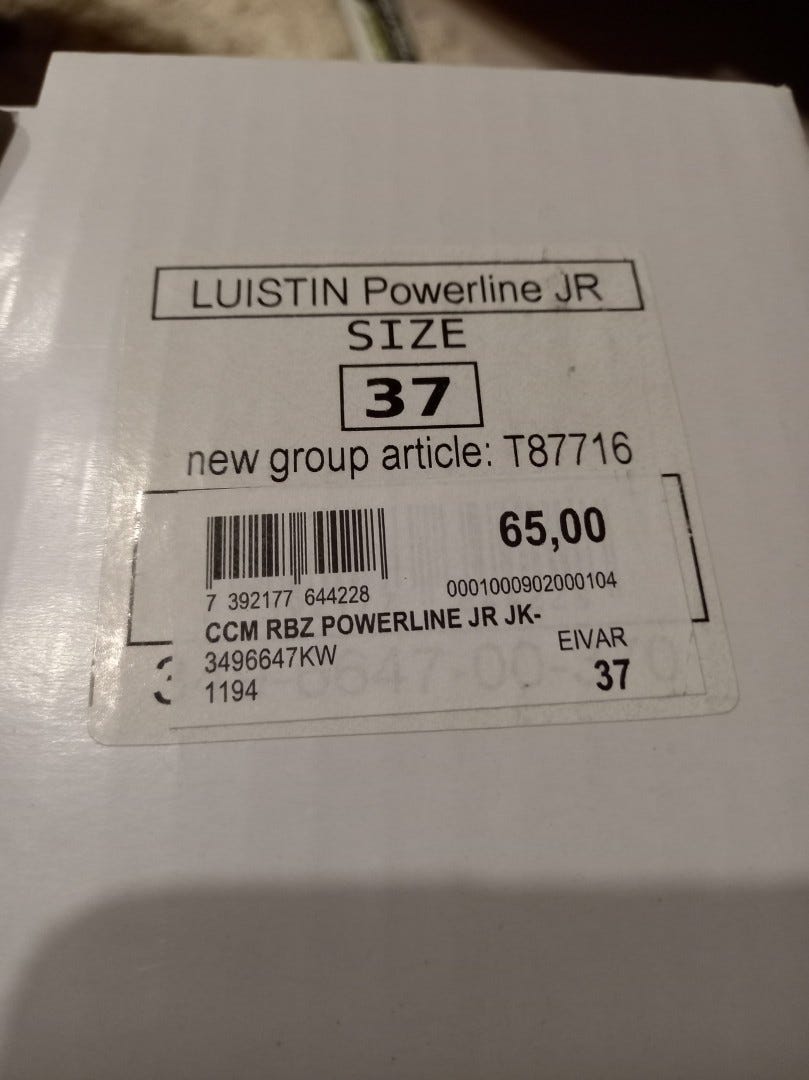 LUISTIN Powerline JR
SIZE
37
new group article: T87716
65,00
7 392177 644228
0001000902000104
CCM RBZ POWERLINE JR JK-
3496647KW
EIVAR
1194
37